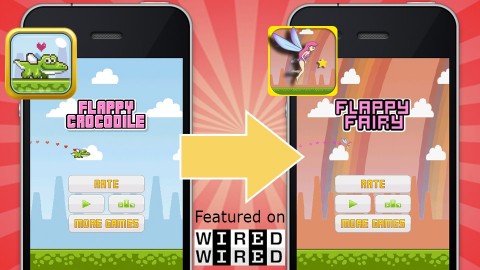 FLAPPY
CROCODILE
RATE
MORE GAMES
FLAPPY
FAIRY
RATE
MORE GAMES
Featured on
WIRED
WIRED